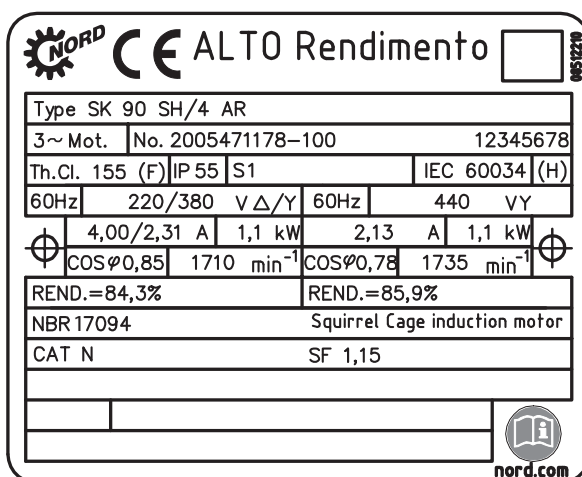 NORD CE ALTO Rendimento
00512210
Type SK 90 SH/4 AR
3~ Mot. No. 2005471178-100 12345678
Th.Cl. 155 (F) IP 55 S1 IEC 60034 (H)
60Hz 220/380 V △/Y 60Hz 440 VY
4,00/2,31 A 1,1 kW 2,13 A 1,1 kW
COSφ0,85 1710 min⁻¹ COSφ0,78 1735 min⁻¹
REND.=84,3% REND.=85,9%
NBR 17094 Squirrel Cage induction motor
CAT N SF 1,15
nord.com